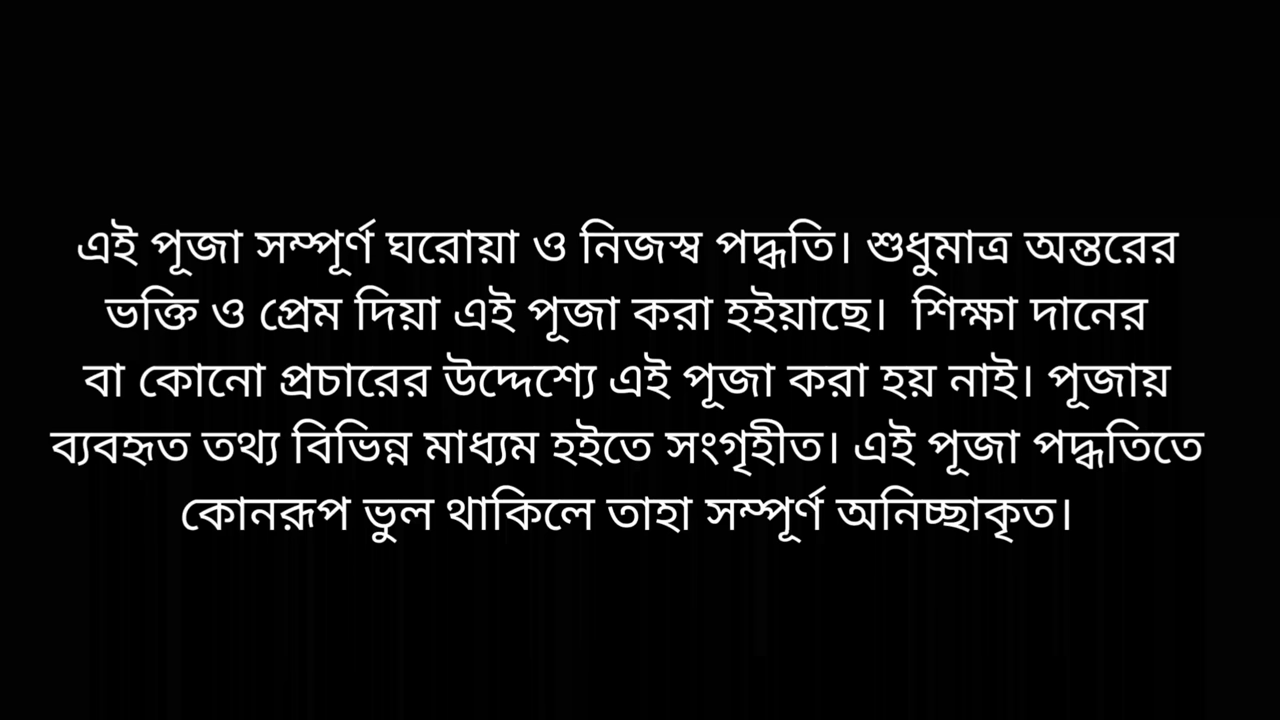 এই পূজা সম্পূর্ণ ঘরোয়া ও নিজস্ব পদ্ধতি। শুধুমাত্র অন্তরের
ভক্তি ও প্রেম দিয়া এই পূজা করা হইয়াছে। শিক্ষা দানের
বা কোনো প্রচারের উদ্দেশ্যে এই পূজা করা হয় নাই। পূজায়
ব্যবহৃত তথ্য বিভিন্ন মাধ্যম হইতে সংগৃহীত। এই পূজা পদ্ধতিতে
কোনরূপ ভুল থাকিলে তাহা সম্পূর্ণ অনিচ্ছাকৃত।